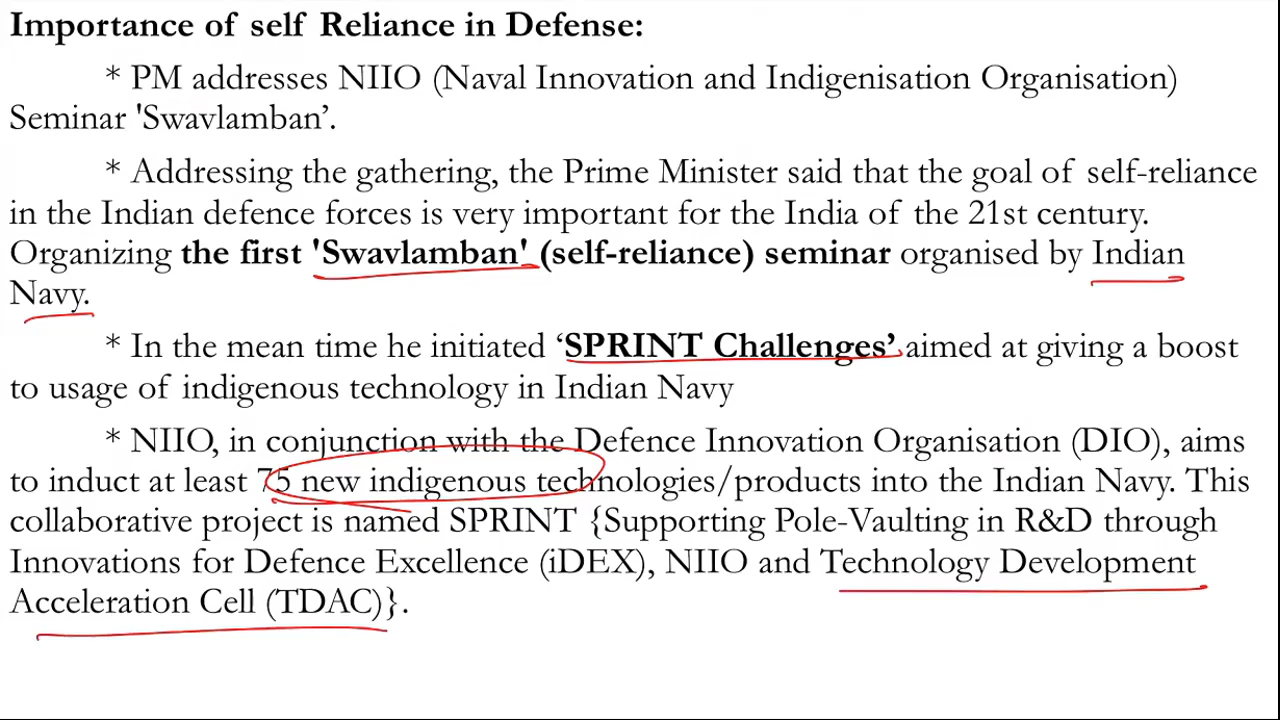 Importance of self Reliance in Defense:
* PM addresses NIIO (Naval Innovation and Indigenisation Organisation)
Seminar 'Swavlamban’.
* Addressing the gathering, the Prime Minister said that the goal of self-reliance
in the Indian defence forces is very important for the India of the 21st century.
Organizing the first 'Swavlamban' (self-reliance) seminar organised by Indian
Navy.
* In the mean time he initiated ‘SPRINT Challenges’ aimed at giving a boost
to usage of indigenous technology in Indian Navy
* NIIO, in conjunction with the Defence Innovation Organisation (DIO), aims
to induct at least 75 new indigenous technologies/products into the Indian Navy. This
collaborative project is named SPRINT {Supporting Pole-Vaulting in R&D through
Innovations for Defence Excellence (iDEX), NIIO and Technology Development
Acceleration Cell (TDAC)}.